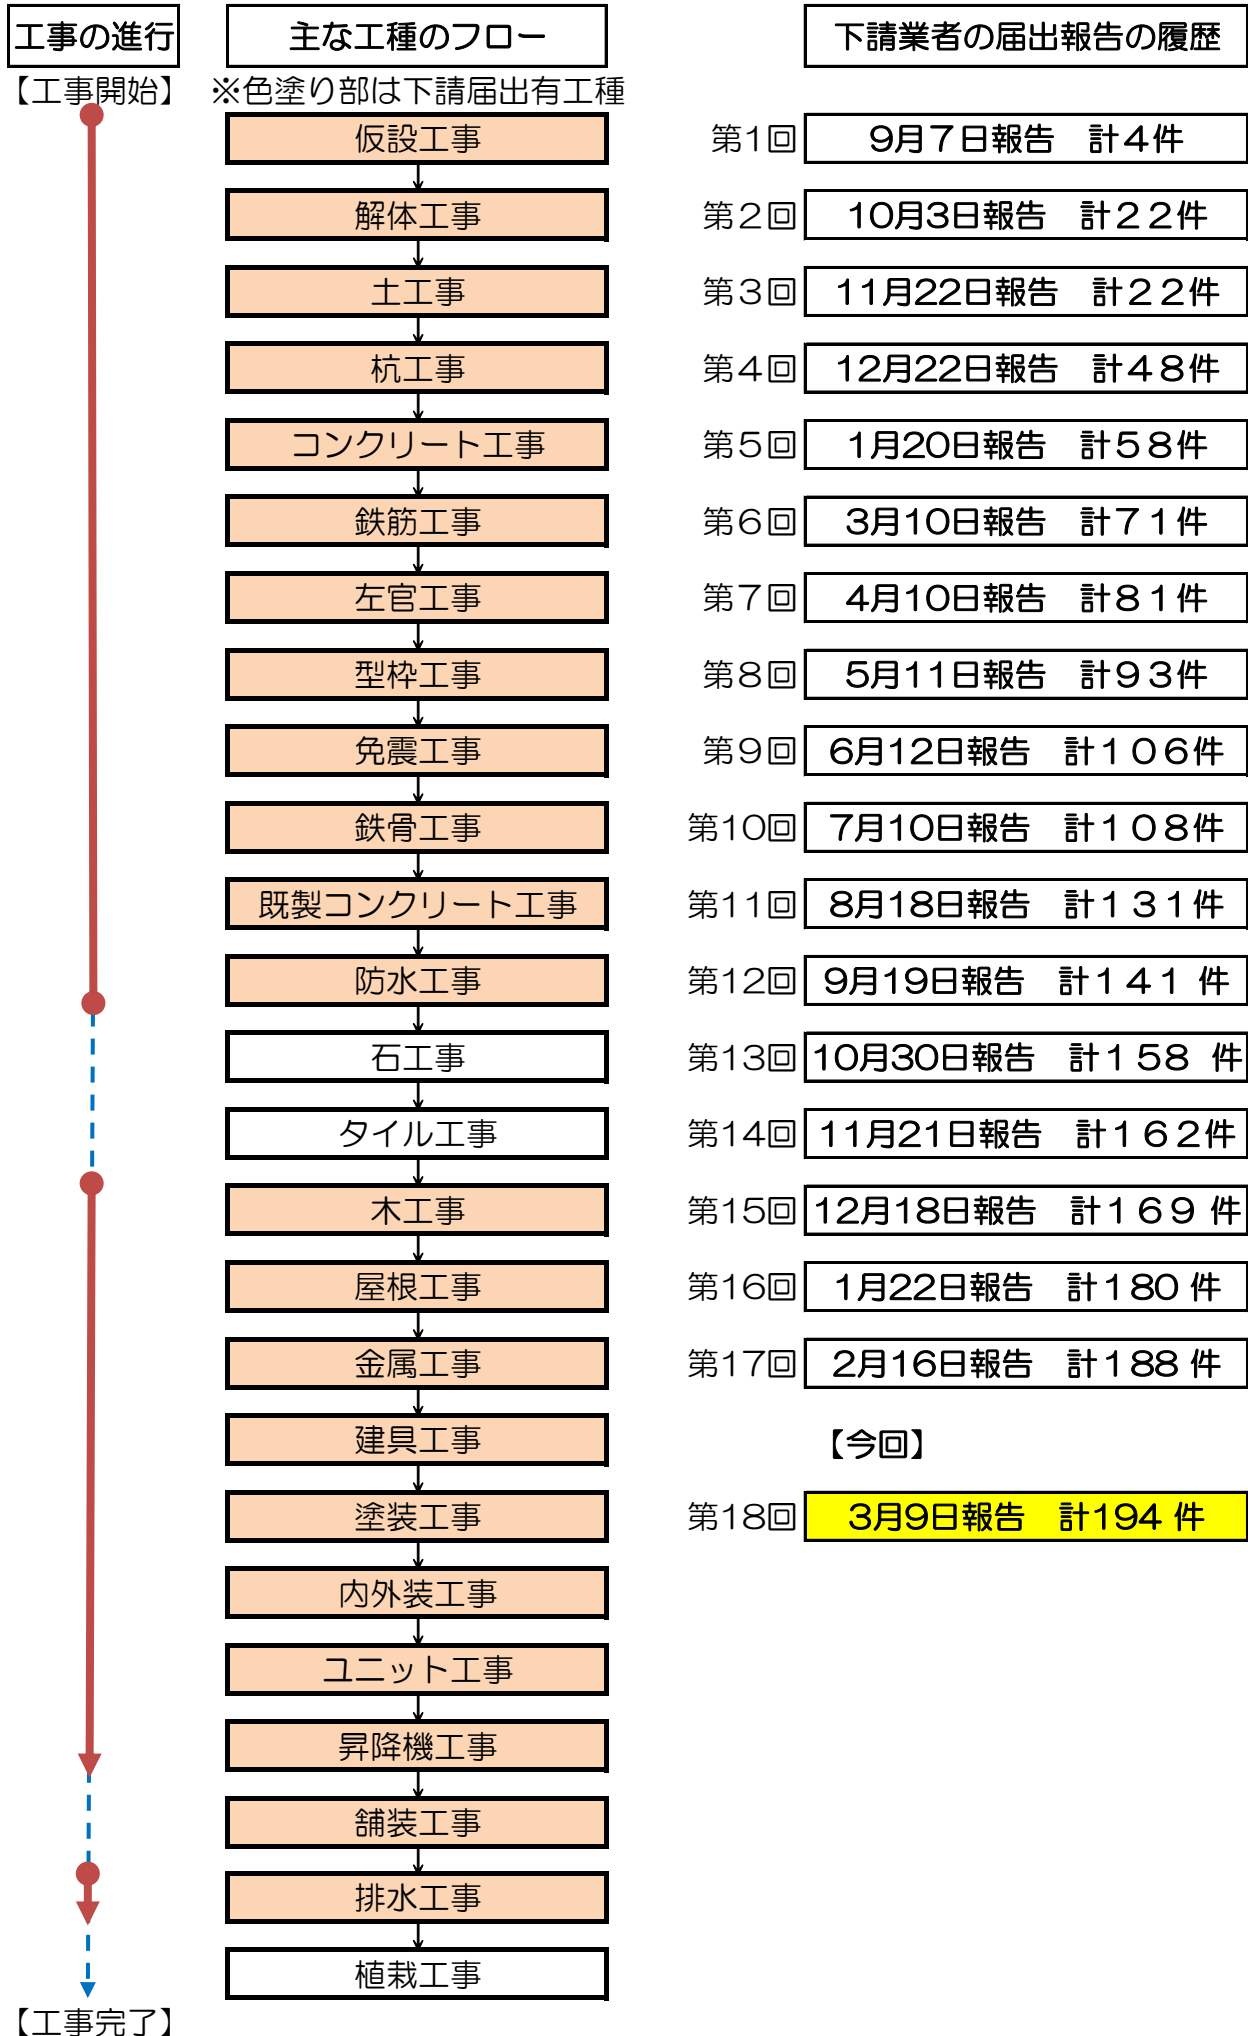 工事の進行 主な工種のフロー 下請業者の届出報告の履歴
【工事開始】 ※色塗り部は下請届出有工種
仮設工事 第1回 9月7日報告 計4件
解体工事 第2回 10月3日報告 計22件
土工事 第3回 11月22日報告 計22件
杭工事 第4回 12月22日報告 計48件
コンクリート工事 第5回 1月20日報告 計58件
鉄筋工事 第6回 3月10日報告 計71件
左官工事 第7回 4月10日報告 計81件
型枠工事 第8回 5月11日報告 計93件
免震工事 第9回 6月12日報告 計106件
鉄骨工事 第10回 7月10日報告 計108件
既製コンクリート工事 第11回 8月18日報告 計131件
防水工事 第12回 9月19日報告 計141 件
石工事 第13回 10月30日報告 計158 件
タイル工事 第14回 11月21日報告 計162件
木工事 第15回 12月18日報告 計169 件
屋根工事 第16回 1月22日報告 計180 件
金属工事 第17回 2月16日報告 計188 件
建具工事 【今回】
塗装工事 第18回 3月9日報告 計194 件
内外装工事
ユニット工事
昇降機工事
舗装工事
排水工事
植栽工事
【工事完了】